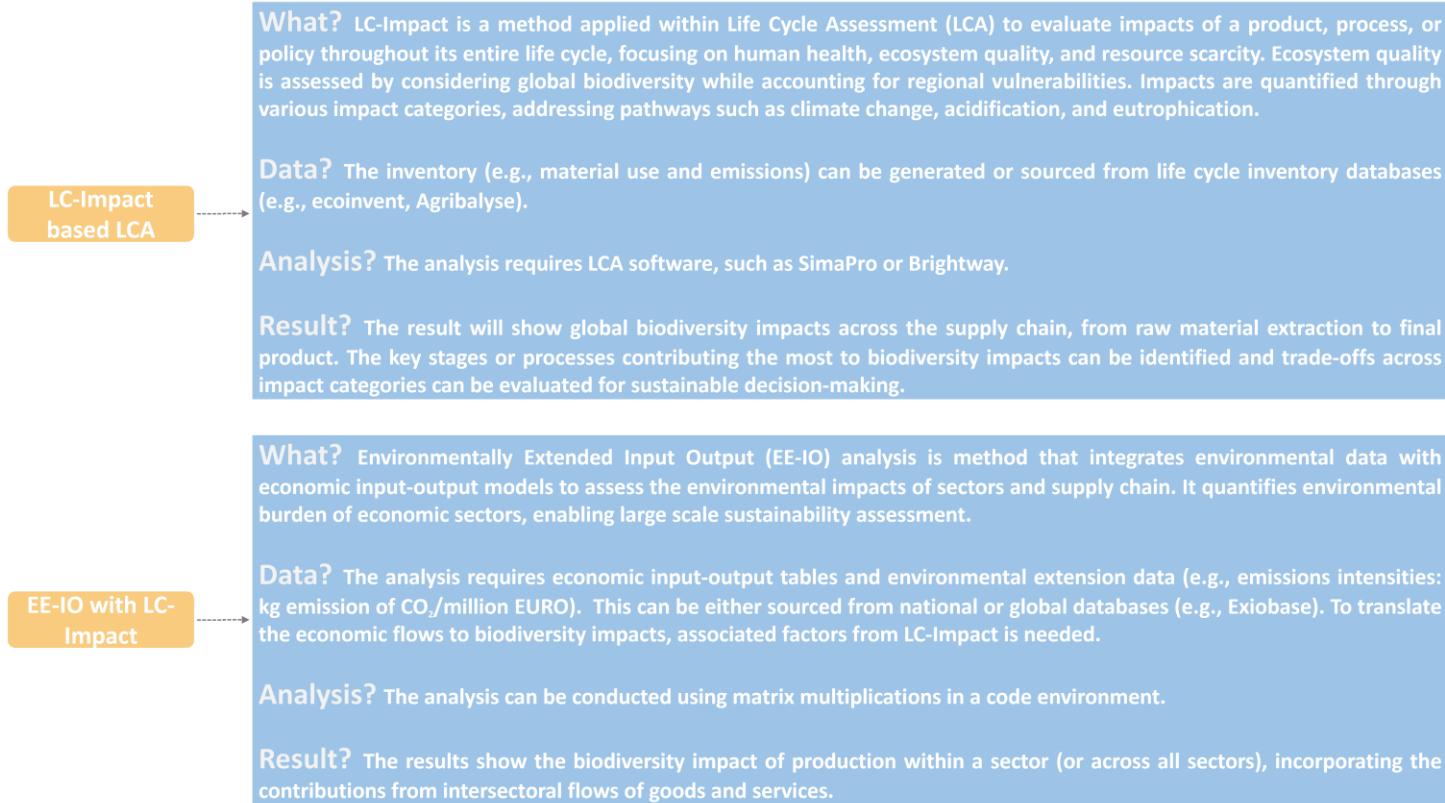 What? LC-Impact is a method applied within Life Cycle Assessment (LCA) to evaluate impacts of a product, process, or
policy throughout its entire life cycle, focusing on human health, ecosystem quality, and resource scarcity. Ecosystem quality
is assessed by considering global biodiversity while accounting for regional vulnerabilities. Impacts are quantified through
various impact categories, addressing pathways such as climate change, acidification, and eutrophication.
Data? The inventory (e.g., material use and emissions) can be generated or sourced from life cycle inventory databases
(e.g., ecoinvent, Agribalyse).
LC-Impact
based LCA
Analysis? The analysis requires LCA software, such as SimaPro or Brightway.
Result? The result will show global biodiversity impacts across the supply chain, from raw material extraction to final
product. The key stages or processes contributing the most to biodiversity impacts can be identified and trade-offs across
impact categories can be evaluated for sustainable decision-making.
What? Environmentally Extended Input Output (EE-IO) analysis is method that integrates environmental data with
economic input-output models to assess the environmental impacts of sectors and supply chain. It quantifies environmental
burden of economic sectors, enabling large scale sustainability assessment.
Data? The analysis requires economic input-output tables and environmental extension data (e.g., emissions intensities:
kg emission of CO₂/million EURO). This can be either sourced from national or global databases (e.g., Exiobase). To translate
the economic flows to biodiversity impacts, associated factors from LC-Impact is needed.
EE-IO with LC-
Impact
Analysis? The analysis can be conducted using matrix multiplications in a code environment.
Result? The results show the biodiversity impact of production within a sector (or across all sectors), incorporating the
contributions from intersectoral flows of goods and services.